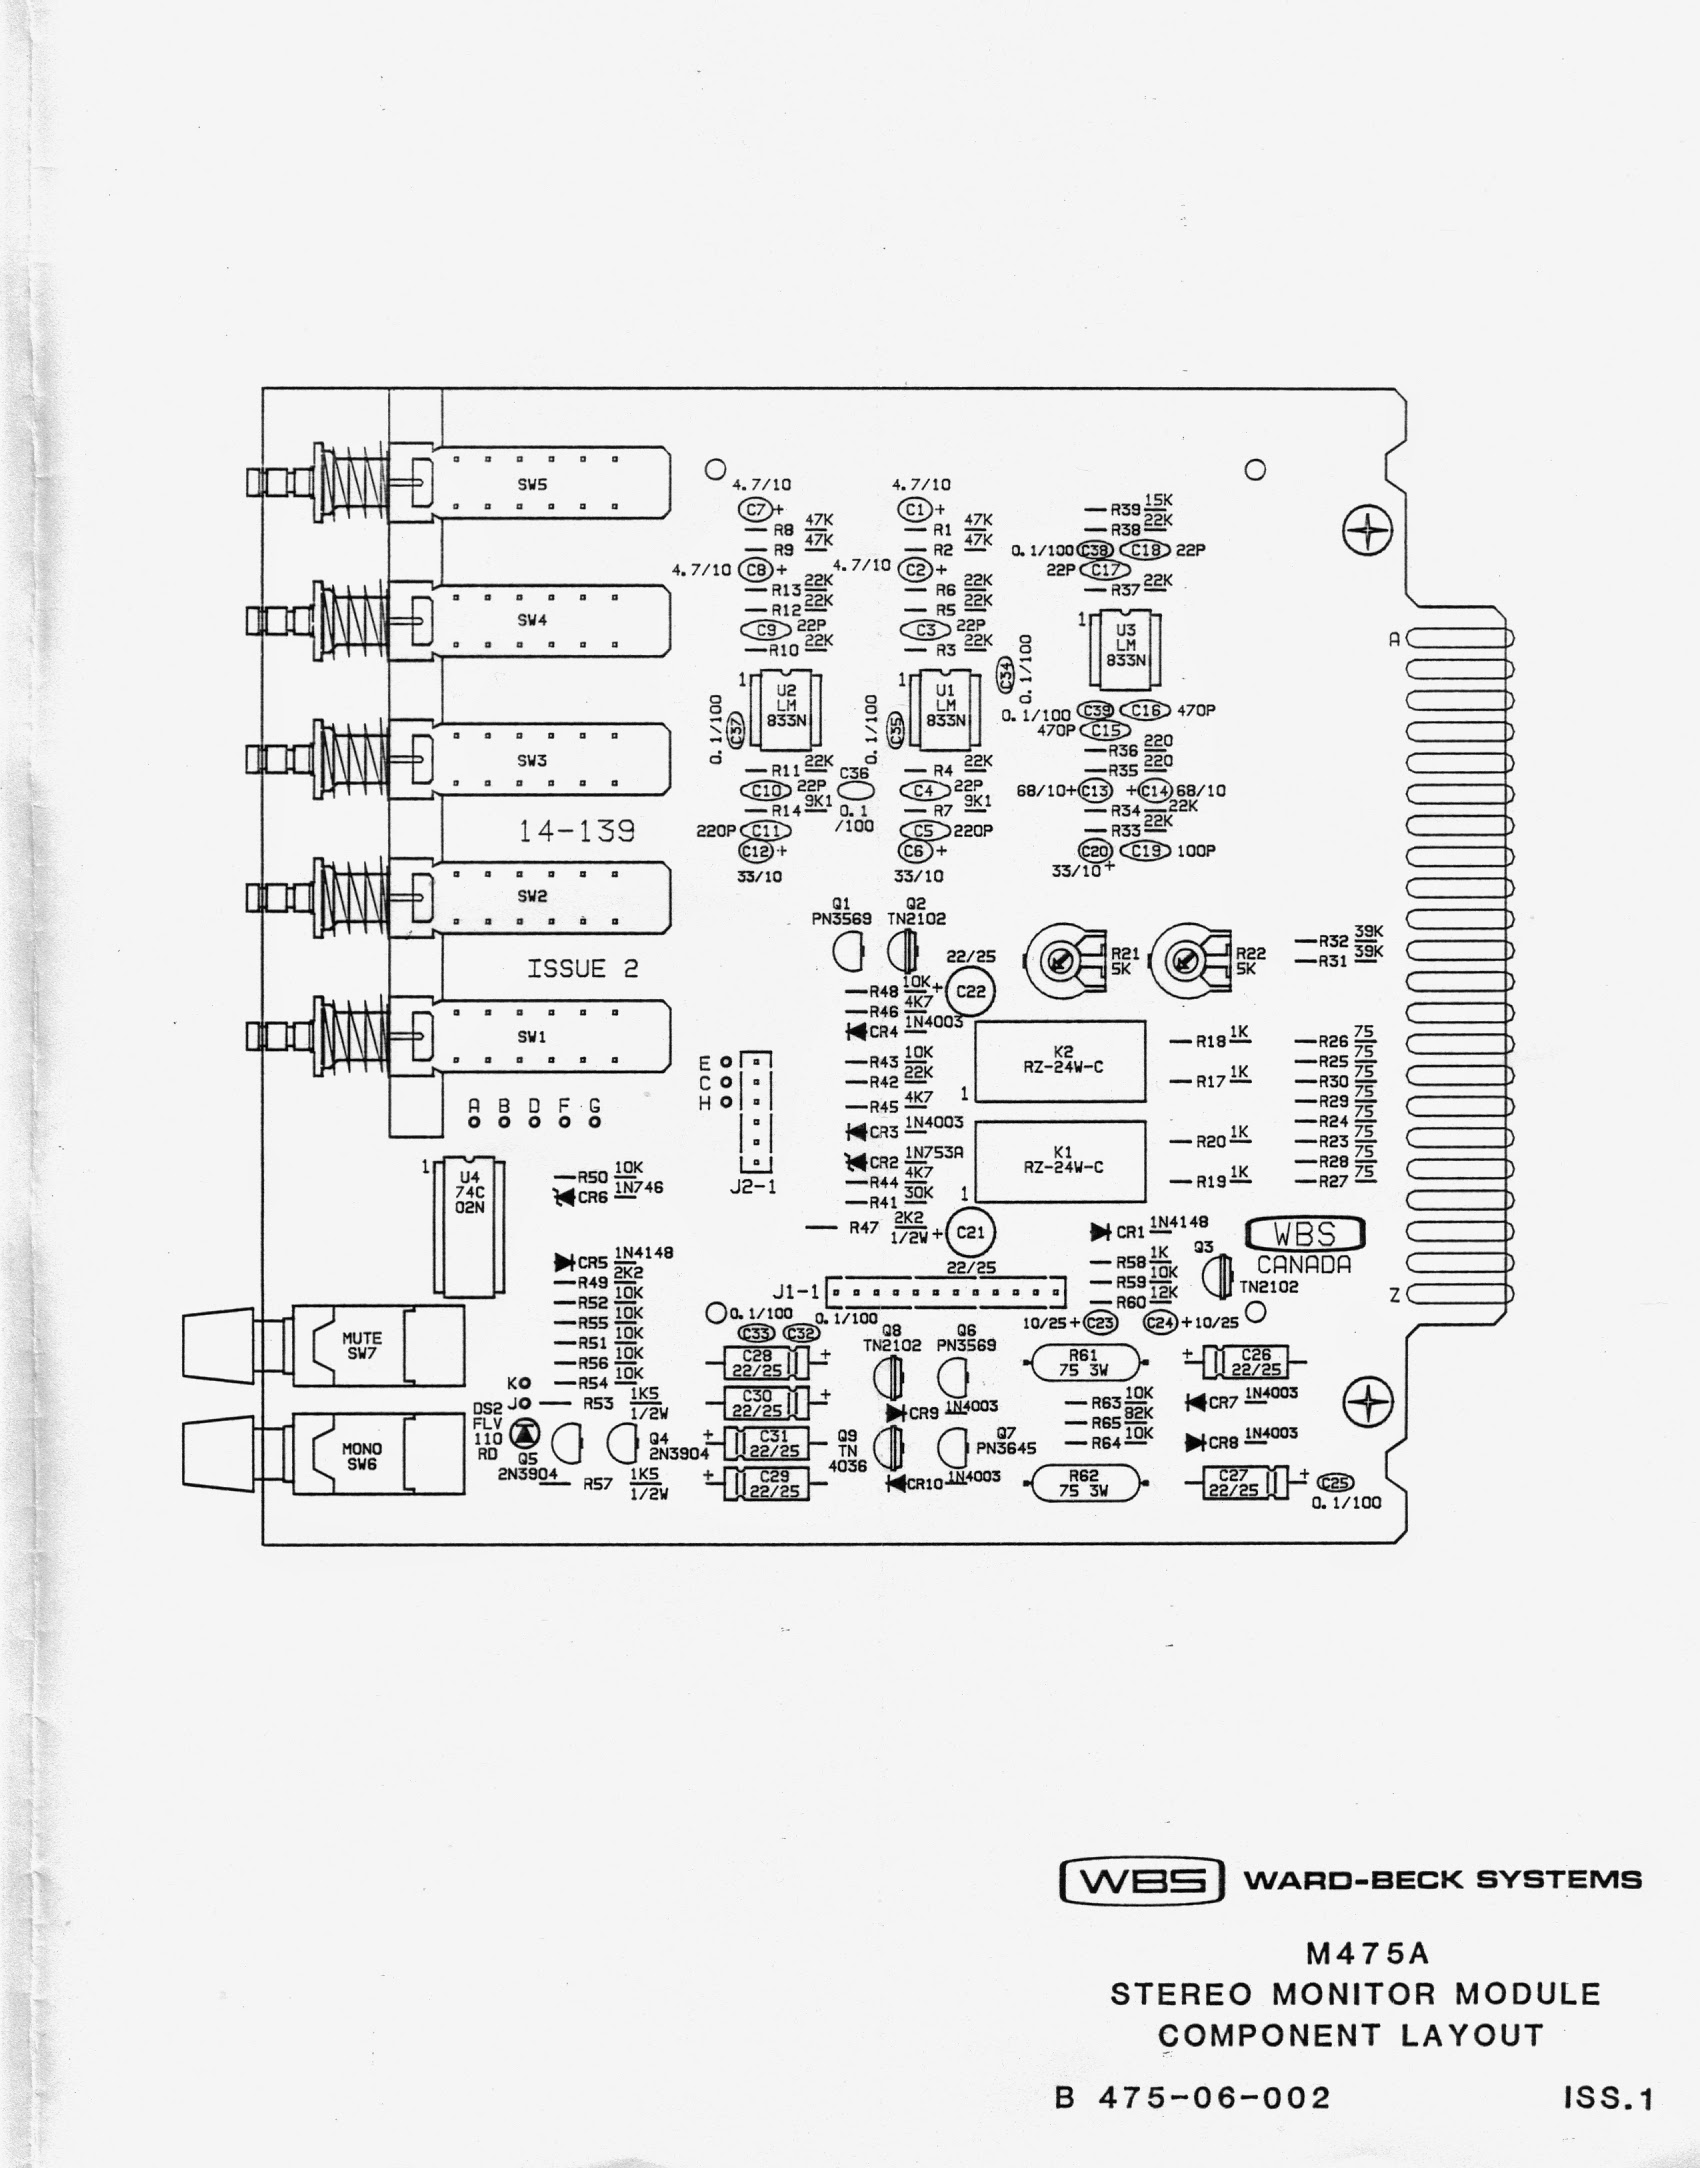 SW5
SW4
SW3
14-139
SW2
ISSUE 2
SW1
A B D F G
E
C
H
J2-1
4.7/10
C7+
R8 47K
R9 47K
4.7/10 C8+
R13 22K
R12 22K
C9 22P
R10 22K
1 U2
LM
833N
0.1/100 C37
R11 22K
C10 22P
R14 9K1
220P C11
C12+
33/10
C36
0.1
/100
4.7/10
C1+
R1 47K
R2 47K
4.7/10 C2+
R6 22K
R5 22K
C3 22P
R3 22K
C34 0.1/100
1 U1
LM
833N
0.1/100 C35
R4 22K
C4 22P
R7 9K1
C5 220P
C6+
33/10
R39 15K
R38 22K
0.1/100 C38 C18 22P
22P C17
R37 22K
1 U3
LM
833N
0.1/100 C39 C16 470P
470P C15
R36 220
R35 220
68/10+C13 +C14 68/10
R34 22K
R33 22K
C20 C19 100P
33/10+
A
Z
Q1
PN3569
Q2
TN2102
22/25
+C22
R48 10K
R46 4K7
CR4 1N4003
R43 10K
R42 22K
R45 4K7
CR3 1N4003
CR2 1N753A
R44 4K7
R41 30K
R47 2K2
1/2W
+C21
22/25
R21
5K
R22
5K
R32 39K
R31 39K
K2
RZ-24W-C
1
K1
RZ-24W-C
1
R18 1K
R17 1K
R20 1K
R19 1K
R26 75
R25 75
R30 75
R29 75
R24 75
R23 75
R28 75
R27 75
CR1 1N4148
WBS
CANADA
Q3
TN2102
R58 1K
R59 10K
R60 12K
10/25+C23 C24+10/25
1 U4
74C
02N
R50 10K
CR6 1N746
CR5 1N4148
R49 2K2
R52 10K
R55 10K
R51 10K
R56 10K
R54 10K
MUTE
SW7
MONO
SW6
K
J
DS2
FLV
110
RD
R53 1K5
1/2W
Q5
2N3904
Q4
2N3904
R57 1K5
1/2W
J1-1
0.1/100
C33
C32
0.1/100
C28
22/25
+
C30
22/25
+
+ C31
22/25
+ C29
22/25
Q8
TN2102
Q6
PN3569
CR9 1N4003
Q9
TN
4036
Q7
PN3645
CR10 1N4003
R61
75 3W
R63 10K
R65 82K
R64 10K
R62
75 3W
+ C26
22/25
CR7 1N4003
CR8 1N4003
C27
22/25
+
C25
0.1/100
WBS WARD-BECK SYSTEMS
M475A
STEREO MONITOR MODULE
COMPONENT LAYOUT
B 475-06-002 ISS.1